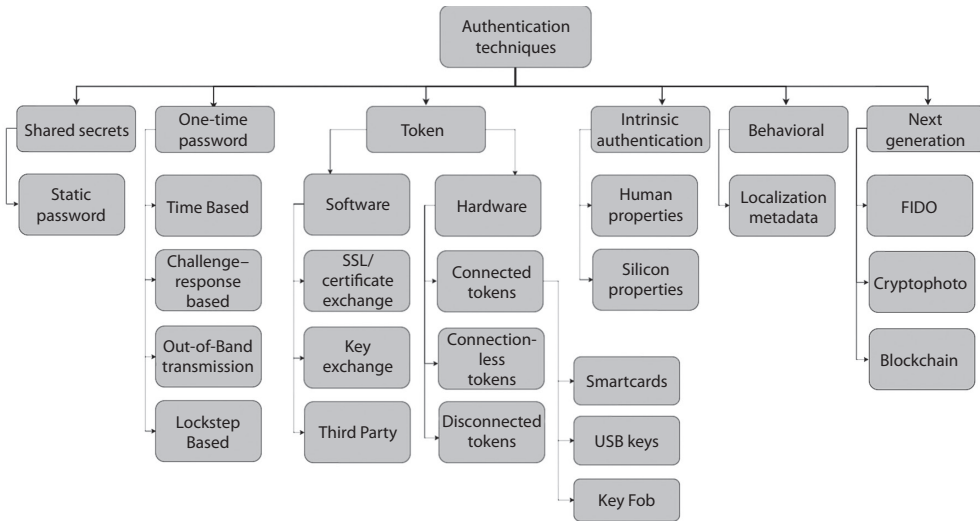 Authentication
techniques
Shared secrets
One-time
password
Token
Intrinsic
authentication
Behavioral
Next
generation
Static
password
Time Based
Software
Hardware
Human
properties
Localization
metadata
FIDO
Challenge–
response
based
SSL/
certificate
exchange
Connected
tokens
Silicon
properties
Cryptophoto
Out-of-Band
transmission
Key
exchange
Connection-
less
tokens
Smartcards
Blockchain
Lockstep
Based
Third Party
Disconnected
tokens
USB keys
Key Fob